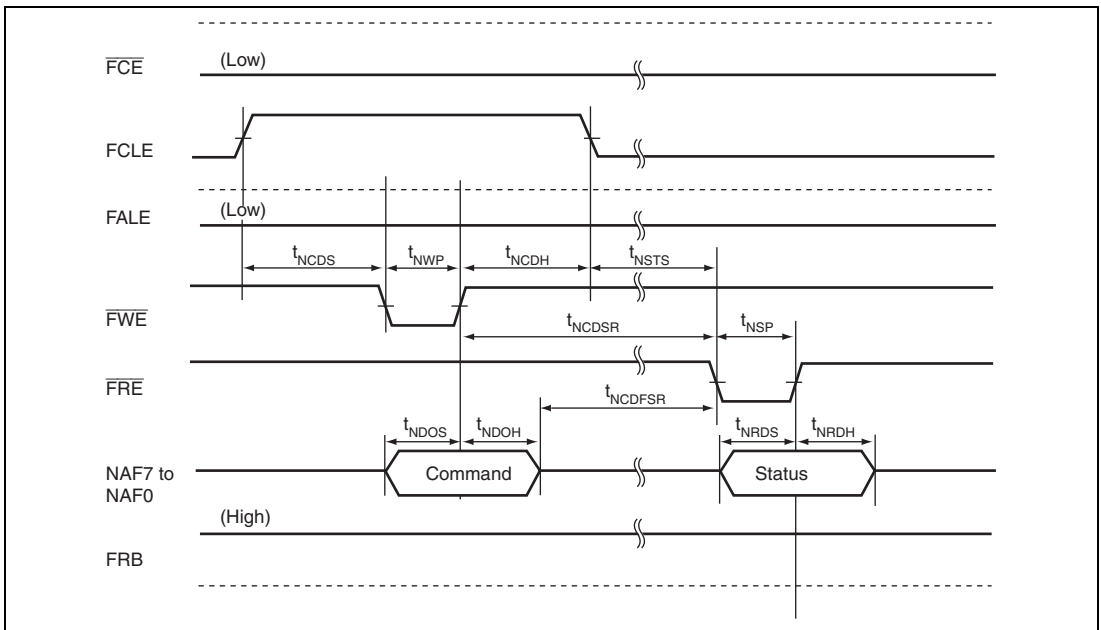 FCE
(Low)
FCLE
FALE
(Low)
tNCDS
tNWP
tNCDH
tNSTS
FWE
tNCDSR
tNSP
FRE
tNCDFSR
tNDOS
tNDOH
tNRDS
tNRDH
NAF7 to
NAF0
Command
Status
(High)
FRB